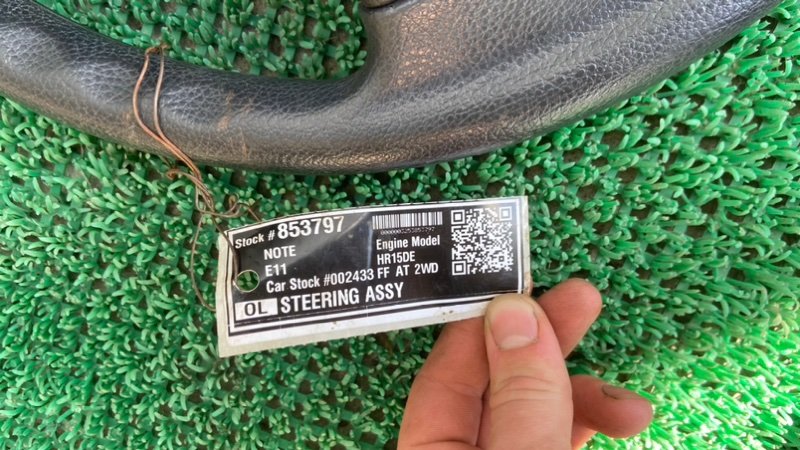 Stock # 853797
NOTE
E11
Engine Model
HR15DE
Car Stock #002433 FF AT 2WD
OL STEERING ASSY